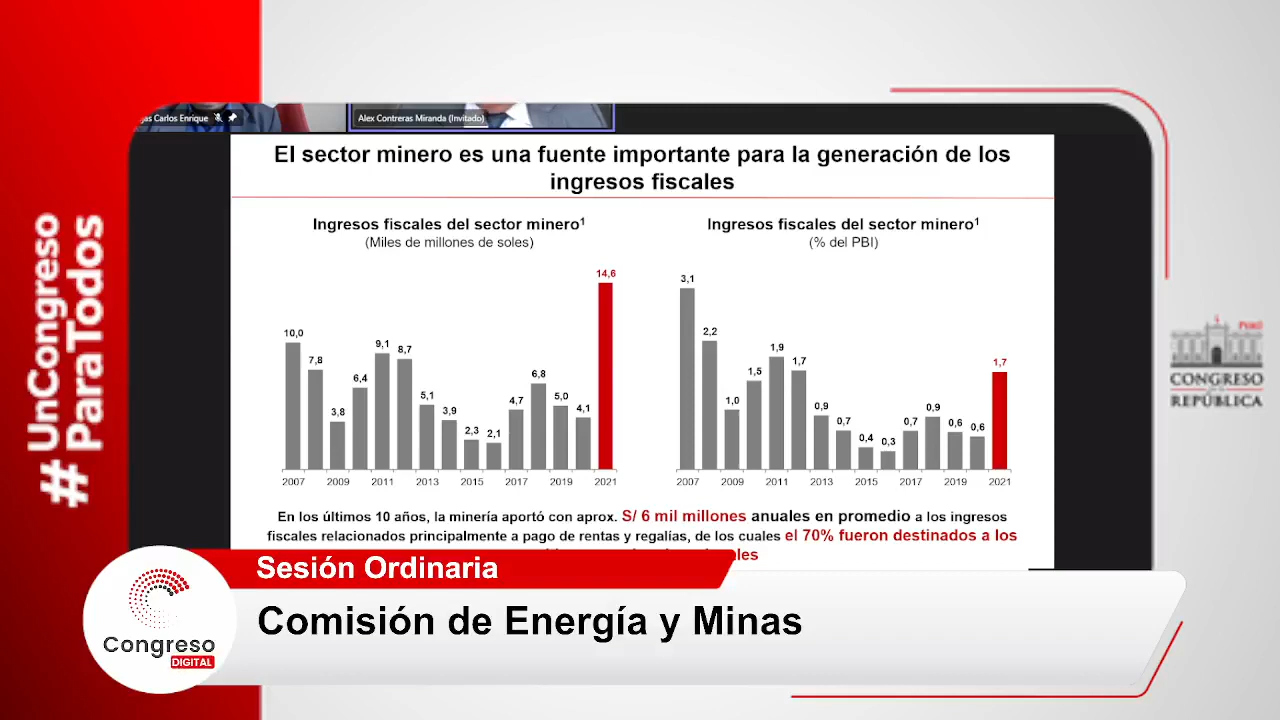 #UnCongreso
ParaTodos
Carlos Enrique
Alex Contreras Miranda (Invitado)
El sector minero es una fuente importante para la generación de los
ingresos fiscales
Ingresos fiscales del sector minero1
(Miles de millones de soles)
14,6
10,0
7,8
3,8
6,4
9,1
8,7
5,1
3,9
2,3
2,1
4,7
6,8
5,0
4,1
2007 2009 2011 2013 2015 2017 2019 2021
Ingresos fiscales del sector minero1
(% del PBI)
3,1
2,2
1,0
1,5
1,9
1,7
0,9
0,7
0,4
0,3
0,7
0,9
0,6
0,6
1,7
2007 2009 2011 2013 2015 2017 2019 2021
En los últimos 10 años, la minería aportó con aprox. S/ 6 mil millones anuales en promedio a los ingresos
fiscales relacionados principalmente a pago de rentas y regalías, de los cuales el 70% fueron destinados a los
PERÚ
CONGRESO
de la
REPÚBLICA
Sesión Ordinaria
Comisión de Energía y Minas
Congreso
DIGITAL